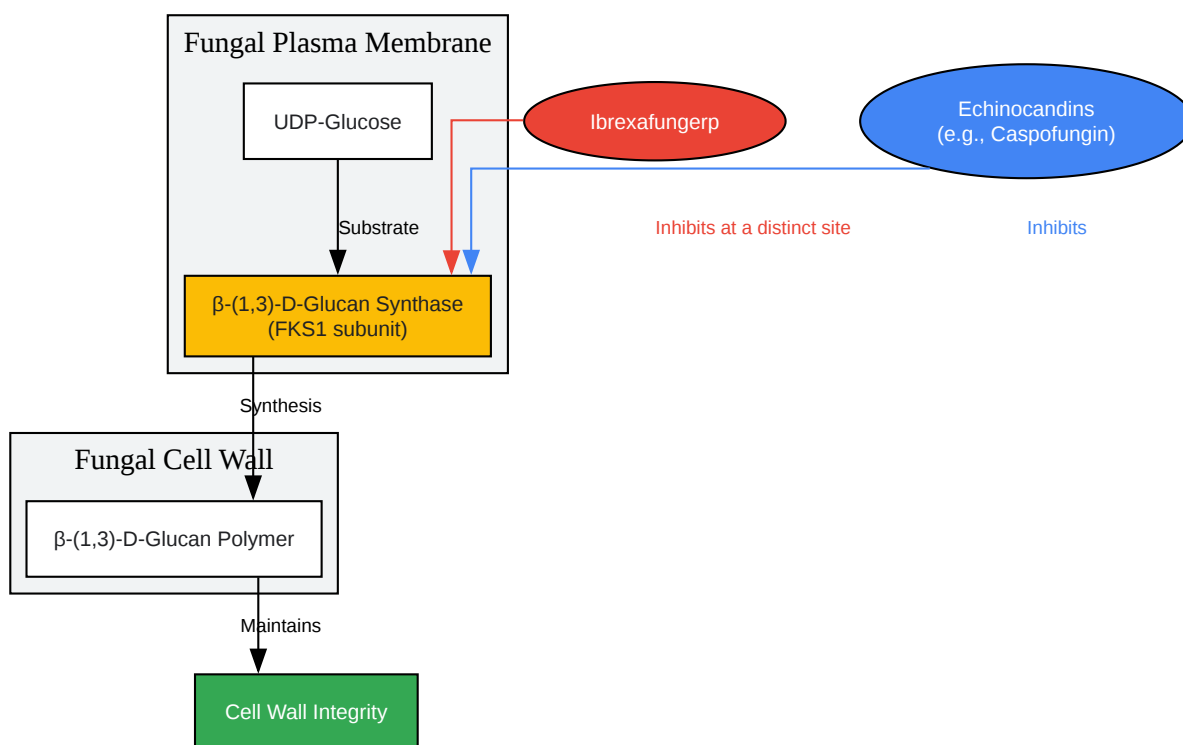 Fungal Plasma Membrane
UDP-Glucose
Ibrexafungerp
Echinocandins
(e.g., Caspofungin)
Substrate
Inhibits at a distinct site
Inhibits
β-(1,3)-D-Glucan Synthase
(FKS1 subunit)
Synthesis
Fungal Cell Wall
β-(1,3)-D-Glucan Polymer
Maintains
Cell Wall Integrity